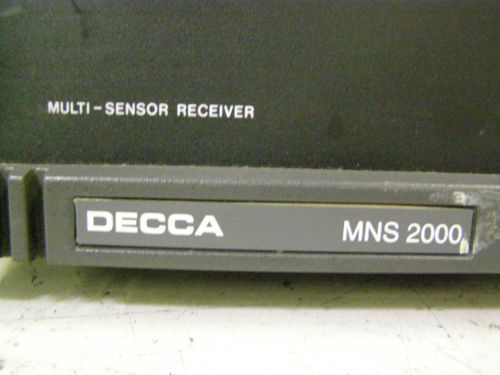 MULTI-SENSOR RECEIVER
DECCA MNS 2000